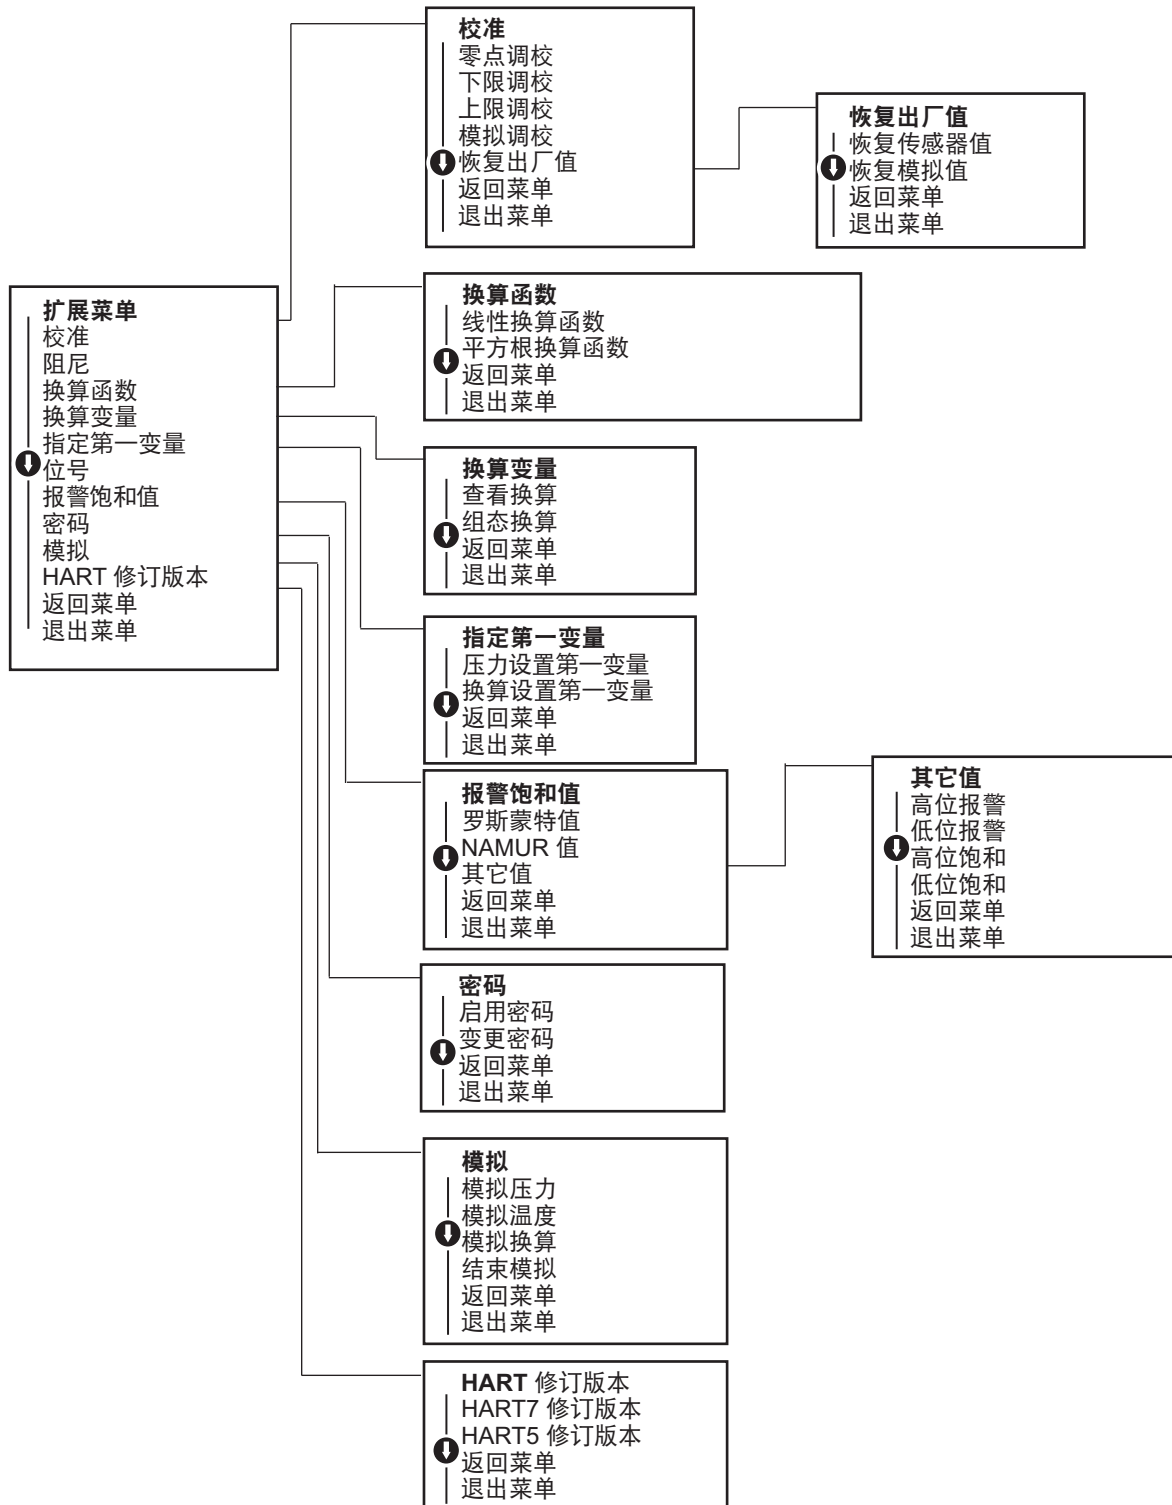 扩展菜单
校准
阻尼
换算函数
换算变量
指定第一变量
位号
报警饱和值
密码
模拟
HART 修订版本
返回菜单
退出菜单
校准
零点调校
下限调校
上限调校
模拟调校
恢复出厂值
返回菜单
退出菜单
恢复出厂值
恢复传感器值
恢复模拟值
返回菜单
退出菜单
换算函数
线性换算函数
平方根换算函数
返回菜单
退出菜单
换算变量
查看换算
组态换算
返回菜单
退出菜单
指定第一变量
压力设置第一变量
换算设置第一变量
返回菜单
退出菜单
报警饱和值
罗斯蒙特值
NAMUR 值
其它值
返回菜单
退出菜单
其它值
高位报警
低位报警
高位饱和
低位饱和
返回菜单
退出菜单
密码
启用密码
变更密码
返回菜单
退出菜单
模拟
模拟压力
模拟温度
模拟换算
结束模拟
返回菜单
退出菜单
HART 修订版本
HART7 修订版本
HART5 修订版本
返回菜单
退出菜单